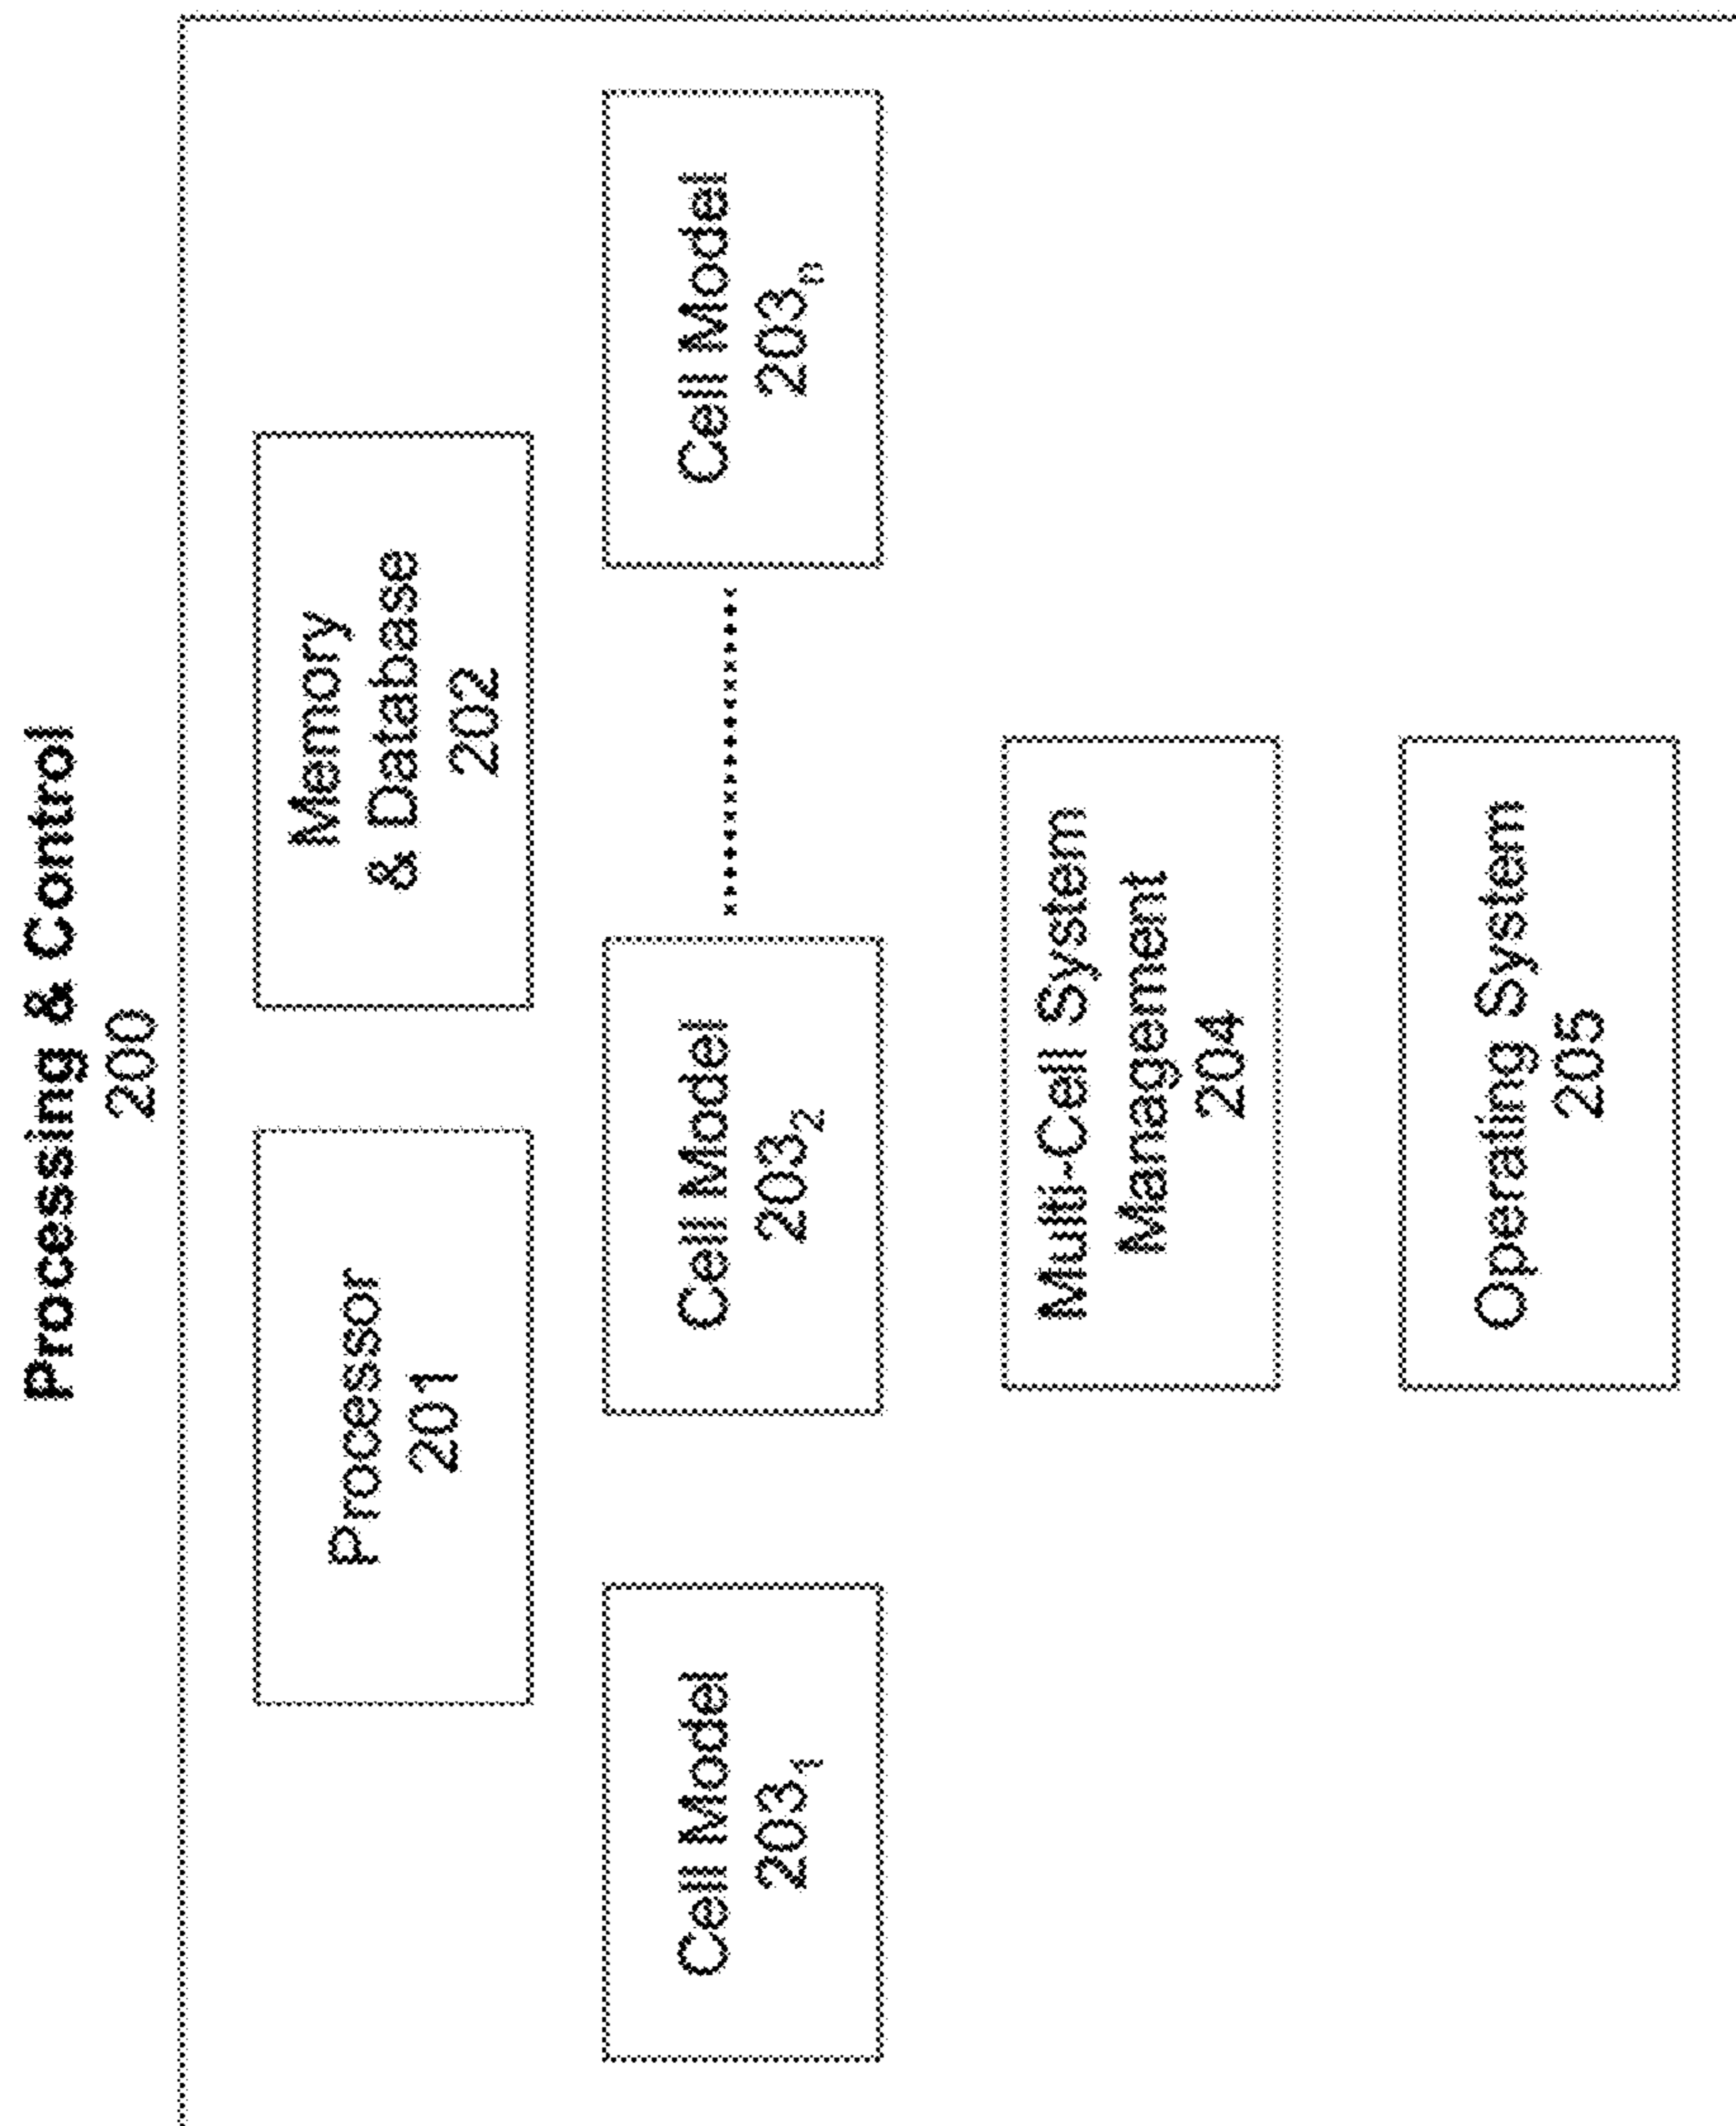 Processing & Control
200
Processor
201
Memory
& Database
202
Cell Model
203₁
Cell Model
203₂
Cell Model
203ₙ
Multi-Cell System
Management
204
Operating System
205